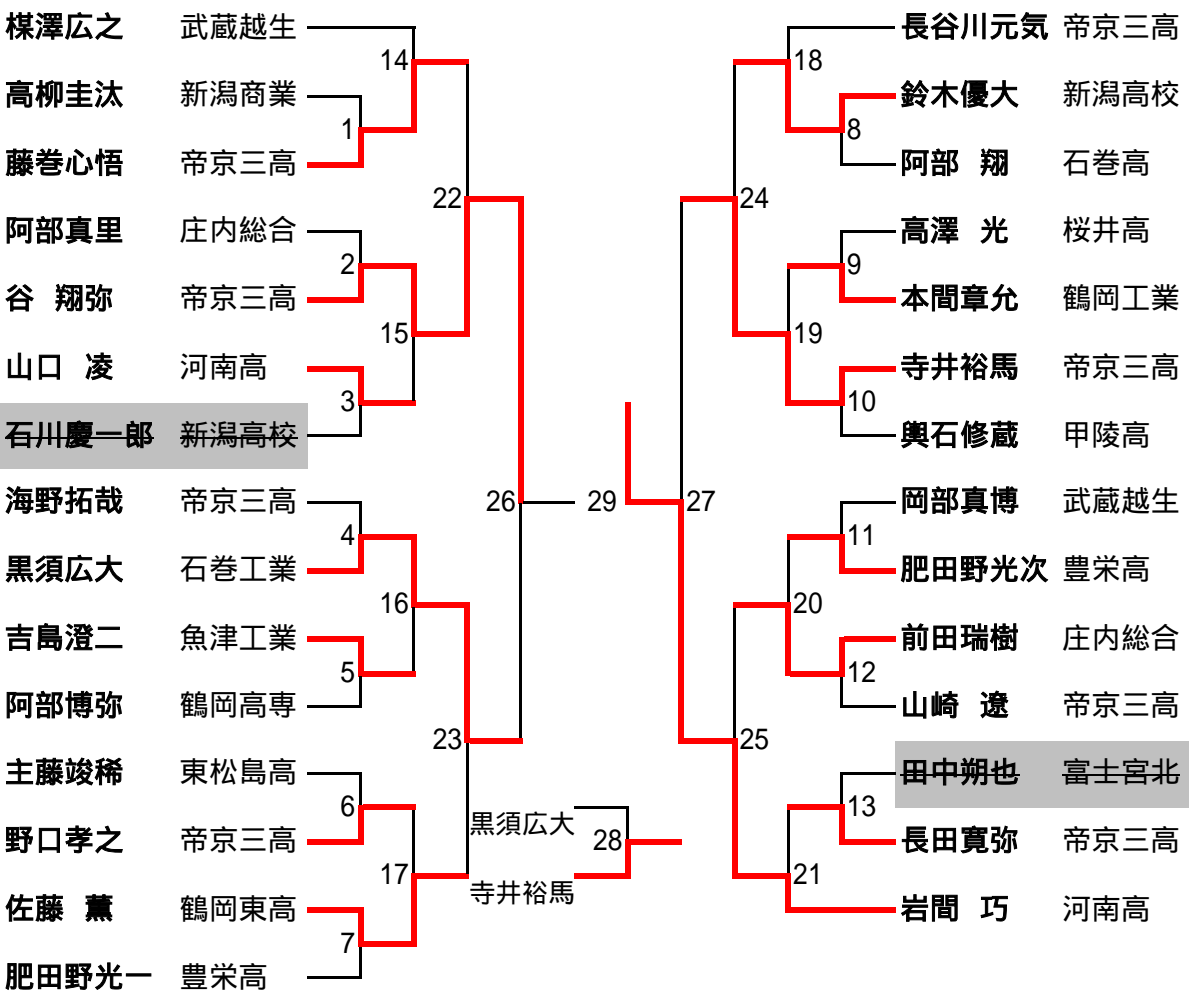 楳澤広之 武蔵越生
高柳圭汰 新潟商業
藤巻心悟 帝京三高
阿部真里 庄内総合
谷 翔弥 帝京三高
山口 凌 河南高
石川慶一郎 新潟高校
海野拓哉 帝京三高
黒須広大 石巻工業
吉島澄二 魚津工業
阿部博弥 鶴岡高専
主藤竣稀 東松島高
野口孝之 帝京三高
佐藤 薫 鶴岡東高
肥田野光一 豊栄高
14
1
22
2
15
3
26
4
16
5
23
6
17
7
29
黒須広大
28
寺井裕馬
18
8
24
9
19
10
27
11
20
12
25
13
21
長谷川元気 帝京三高
鈴木優大 新潟高校
阿部 翔 石巻高
高澤 光 桜井高
本間章允 鶴岡工業
寺井裕馬 帝京三高
輿石修蔵 甲陵高
岡部真博 武蔵越生
肥田野光次 豊栄高
前田瑞樹 庄内総合
山崎 遼 帝京三高
田中朔也 富士宮北
長田寛弥 帝京三高
岩間 巧 河南高